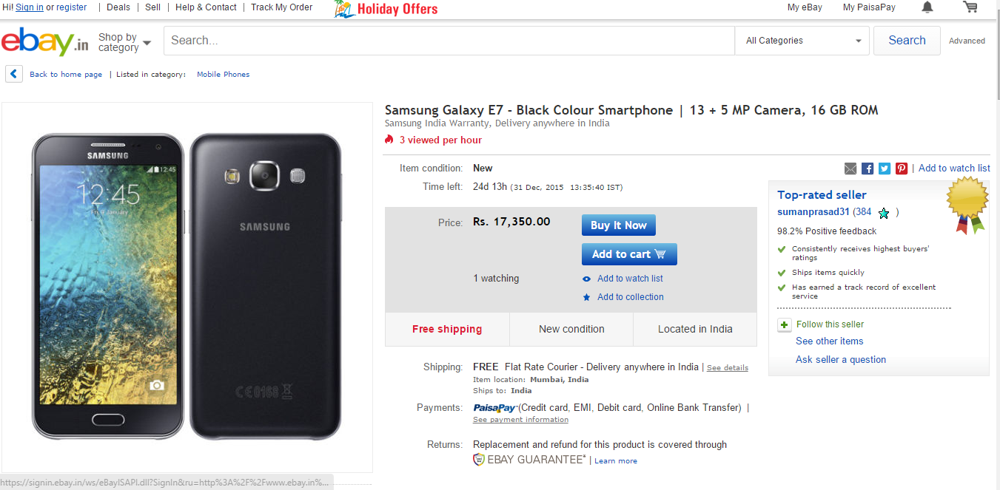 Hi! Sign in or register | Deals | Sell | Help & Contact | Track My Order Holiday Offers My eBay My PaisaPay
ebay.in Shop by category Search... All Categories Search Advanced
Back to home page | Listed in category: Mobile Phones
SAMSUNG
12:45
12:45
Fri, 9 January
SAMSUNG
CE0168
Samsung Galaxy E7 - Black Colour Smartphone | 13 + 5 MP Camera, 16 GB ROM
Samsung India Warranty, Delivery anywhere in India
3 viewed per hour
Item condition: New
Time left: 24d 13h (31 Dec, 2015 13:35:40 IST)
Price: Rs. 17,350.00 Buy It Now
Add to cart
1 watching Add to watch list
Add to collection
Free shipping New condition Located in India
Shipping: FREE Flat Rate Courier - Delivery anywhere in India | See details
Item location: Mumbai, India
Ships to: India
Payments: PaisaPay (Credit card, EMI, Debit card, Online Bank Transfer) |
See payment information
Returns: Replacement and refund for this product is covered through
EBAY GUARANTEE* | Learn more
| Add to watch list
Top-rated seller
sumanprasad31 (384 )
98.2% Positive feedback
Consistently receives highest buyers'
ratings
Ships items quickly
Has earned a track record of excellent
service
Follow this seller
See other items
Ask seller a question
https://signin.ebay.in/ws/eBayISAPI.dll?SignIn&ru=http%3A%2F%2Fwww.ebay.in%...